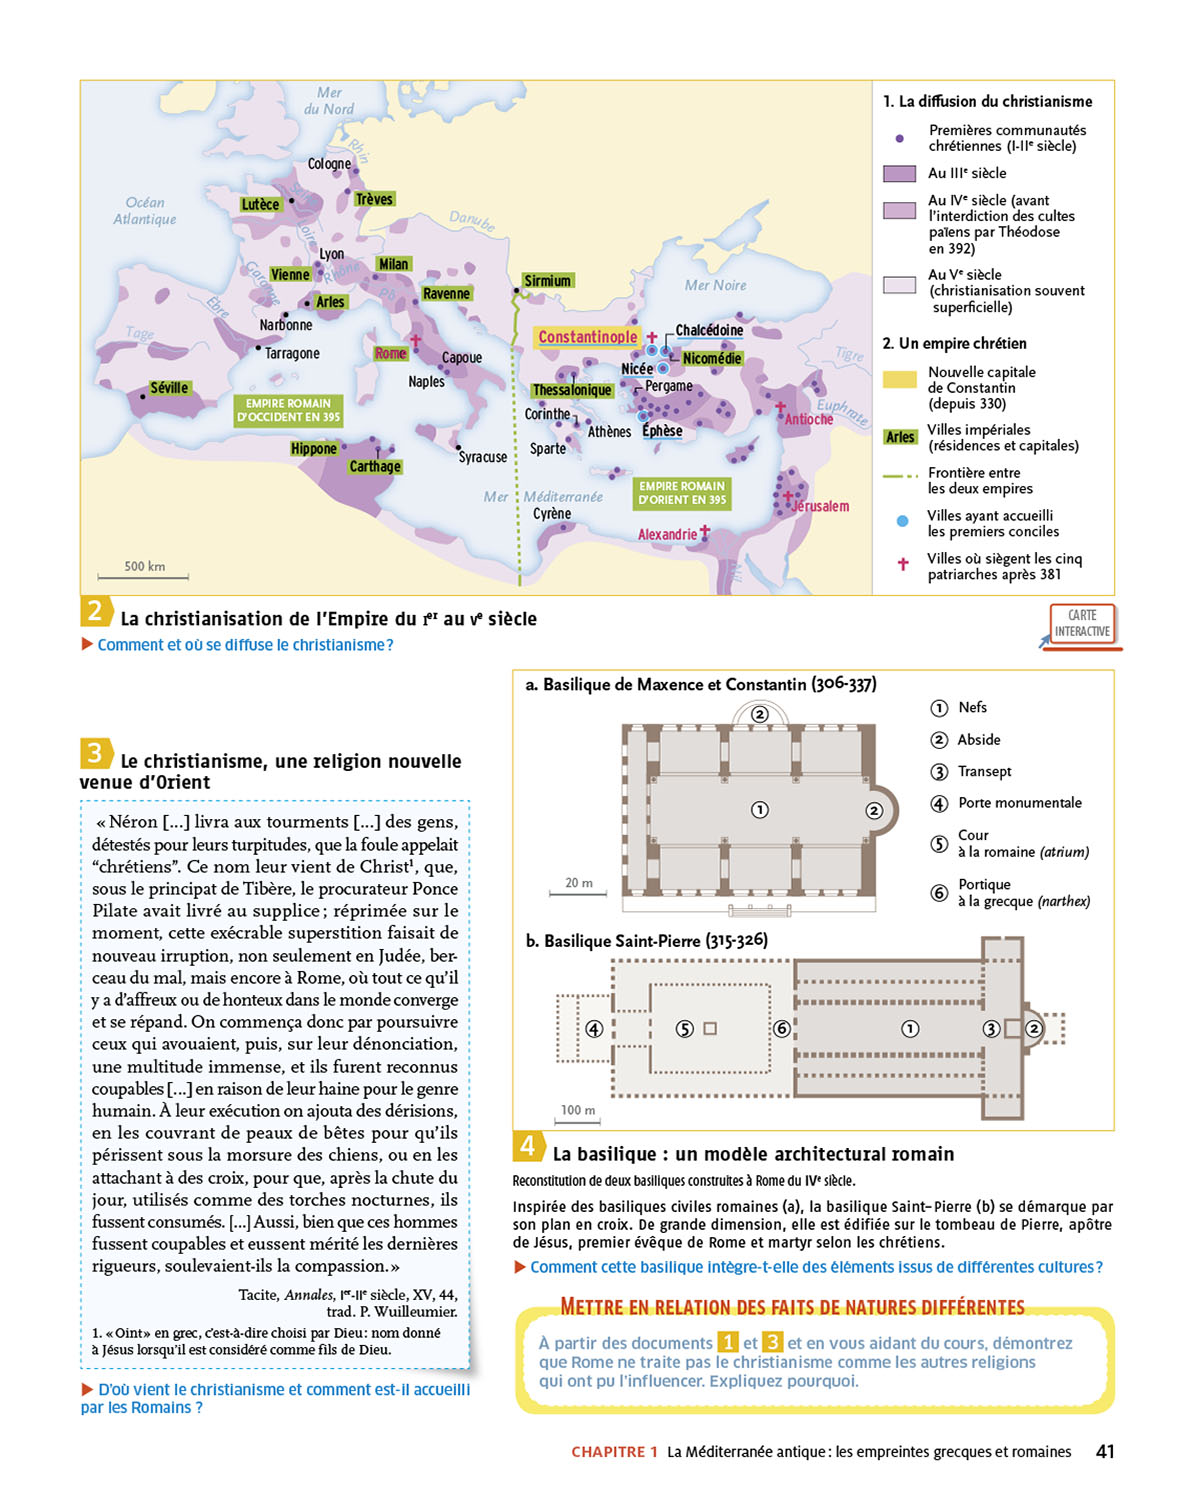 Mer
du Nord
Rhin
Cologne
Océan
Atlantique
Lutèce
Seine
Trèves
Loire
Danube
Lyon
Vienne
Rhône
Milan
Garonne
Pô
Ravenne
Arles
Sirmium
Mer Noire
Èbre
Narbonne
Constantinople
Chalcédoine
Tage
Tarragone
Rome
Capoue
Nicomédie
Tigre
Naples
Nicée
Séville
Thessalonique
Pergame
EMPIRE ROMAIN
D'OCCIDENT EN 395
Corinthe
Athènes
Éphèse
Antioche
Euphrate
Hippone
Carthage
Syracuse
Sparte
Mer Méditerranée
EMPIRE ROMAIN
D'ORIENT EN 395
Jérusalem
Cyrène
Alexandrie
Nil
500 km
1. La diffusion du christianisme
Premières communautés
chrétiennes (I-IIe siècle)
Au IIIe siècle
Au IVe siècle (avant
l'interdiction des cultes
païens par Théodose
en 392)
Au Ve siècle
(christianisation souvent
superficielle)
2. Un empire chrétien
Nouvelle capitale
de Constantin
(depuis 330)
Arles
Villes impériales
(résidences et capitales)
Frontière entre
les deux empires
Villes ayant accueilli
les premiers conciles
Villes où siègent les cinq
patriarches après 381
2 La christianisation de l'Empire du Ier au Ve siècle
▶ Comment et où se diffuse le christianisme ?
CARTE
INTERACTIVE
3 Le christianisme, une religion nouvelle
venue d'Orient
« Néron [...] livra aux tourments [...] des gens,
détestés pour leurs turpitudes, que la foule appelait
“chrétiens”. Ce nom leur vient de Christ¹, que,
sous le principat de Tibère, le procurateur Ponce
Pilate avait livré au supplice ; réprimée sur le
moment, cette exécrable superstition faisait de
nouveau irruption, non seulement en Judée, ber-
ceau du mal, mais encore à Rome, où tout ce qu'il
y a d'affreux ou de honteux dans le monde converge
et se répand. On commença donc par poursuivre
ceux qui avouaient, puis, sur leur dénonciation,
une multitude immense, et ils furent reconnus
coupables [...] en raison de leur haine pour le genre
humain. À leur exécution on ajouta des dérisions,
en les couvrant de peaux de bêtes pour qu'ils
périssent sous la morsure des chiens, ou en les
attachant à des croix, pour que, après la chute du
jour, utilisés comme des torches nocturnes, ils
fussent consumés. [...] Aussi, bien que ces hommes
fussent coupables et eussent mérité les dernières
rigueurs, soulevaient-ils la compassion. »
Tacite, Annales, Ier-IIe siècle, XV, 44,
trad. P. Wuilleumier.
1. « Oint » en grec, c'est-à-dire choisi par Dieu : nom donné
à Jésus lorsqu'il est considéré comme fils de Dieu.
▶ D'où vient le christianisme et comment est-il accueilli
par les Romains ?
a. Basilique de Maxence et Constantin (306-337)
2
1
2
20 m
1 Nefs
2 Abside
3 Transept
4 Porte monumentale
5 Cour
à la romaine (atrium)
6 Portique
à la grecque (narthex)
b. Basilique Saint-Pierre (315-326)
4
5
6
1
3
2
100 m
4 La basilique : un modèle architectural romain
Reconstitution de deux basiliques construites à Rome du IVe siècle.
Inspirée des basiliques civiles romaines (a), la basilique Saint-Pierre (b) se démarque par
son plan en croix. De grande dimension, elle est édifiée sur le tombeau de Pierre, apôtre
de Jésus, premier évêque de Rome et martyr selon les chrétiens.
▶ Comment cette basilique intègre-t-elle des éléments issus de différentes cultures ?
METTRE EN RELATION DES FAITS DE NATURES DIFFÉRENTES
À partir des documents 1 et 3 et en vous aidant du cours, démontrez
que Rome ne traite pas le christianisme comme les autres religions
qui ont pu l'influencer. Expliquez pourquoi.
CHAPITRE 1 La Méditerranée antique : les empreintes grecques et romaines 41